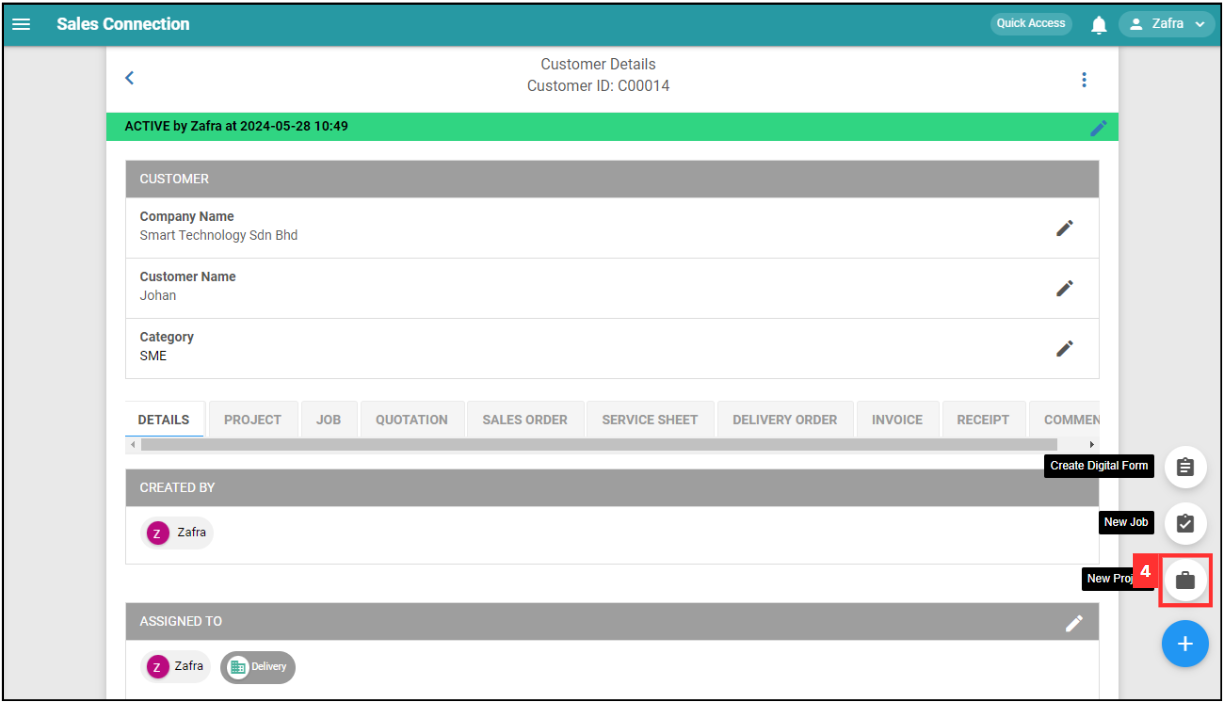 Sales Connection
Quick Access
Zafra
Customer Details
Customer ID: C00014
ACTIVE by Zafra at 2024-05-28 10:49
CUSTOMER
Company Name
Smart Technology Sdn Bhd
Customer Name
Johan
Category
SME
DETAILS PROJECT JOB QUOTATION SALES ORDER SERVICE SHEET DELIVERY ORDER INVOICE RECEIPT COMMEN
Create Digital Form
CREATED BY
New Job
Z Zafra
New Proj
4
ASSIGNED TO
Z Zafra Delivery